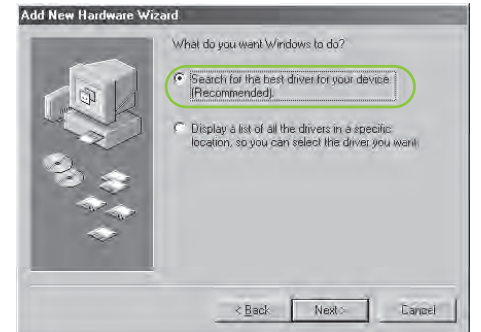 Add New Hardware Wizard
What do you want Windows to do?
Search for the best driver for your device
(Recommended).
Display a list of all the drivers in a specific
location, so you can select the driver you want.
< Back
Next >
Cancel